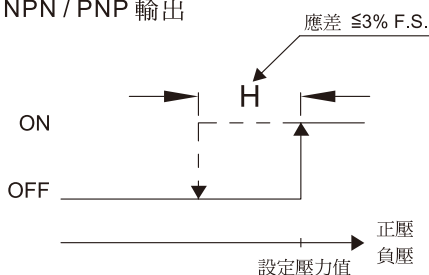 NPN / PNP 輸出
應差 ≦3% F.S.
H
ON
OFF
正壓
負壓
設定壓力值